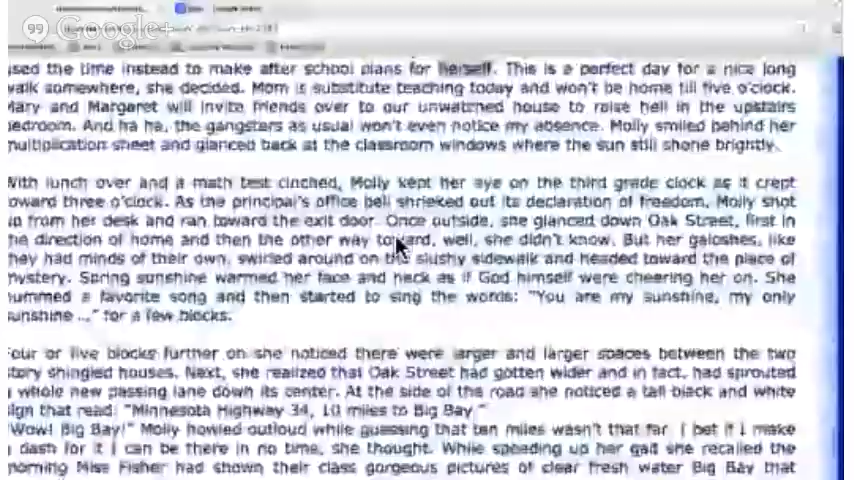 Google+
used the time instead to make after school plans for herself. This is a perfect day for a nice long
walk somewhere, she decided. Mom is substitute teaching today and won't be home till five o'clock.
Mary and Margaret will invite friends over to our unwatched house to raise hell in the upstairs
bedroom. And ha ha, the gangsters as usual won't even notice my absence. Molly smiled behind her
multiplication sheet and glanced back at the classroom windows where the sun still shone brightly.
With lunch over and a math test cinched, Molly kept her eye on the third grade clock as it crept
toward three o'clock. As the principal's office bell shrieked out its declaration of freedom, Molly shot
up from her desk and ran toward the exit door. Once outside, she glanced down Oak Street, first in
the direction of home and then the other way toward, well, she didn't know. But her galoshes, like
they had minds of their own, swirled around on the slushy sidewalk and headed toward the place of
mystery. Spring sunshine warmed her face and neck as if God himself were cheering her on. She
hummed a favorite song and then started to sing the words: "You are my sunshine, my only
sunshine ..." for a few blocks.
Four or five blocks further on she noticed there were larger and larger spaces between the two
story shingled houses. Next, she realized that Oak Street had gotten wider and in fact, had sprouted
a whole new passing lane down its center. At the side of the road she noticed a tall black and white
sign that read: "Minnesota Highway 34, 10 miles to Big Bay."
"Wow! Big Bay!" Molly howled outloud while guessing that ten miles wasn't that far. I bet if I make
a dash for it I can be there in no time, she thought. While speeding up her gait she recalled the
morning Miss Fisher had shown their class gorgeous pictures of clear fresh water Big Bay that